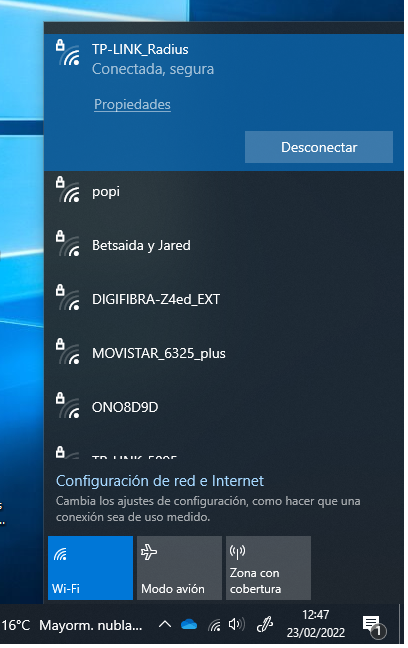 TP-LINK_Radius
Conectada, segura
Propiedades
Desconectar
popi
Betsaida y Jared
DIGIFIBRA-Z4ed_EXT
MOVISTAR_6325_plus
ONO8D9D
Configuración de red e Internet
Cambia los ajustes de configuración, como hacer que una
conexión sea de uso medido.
Wi-Fi
Modo avión
Zona con
cobertura
16°C Mayorm. nubla...
12:47
23/02/2022
1